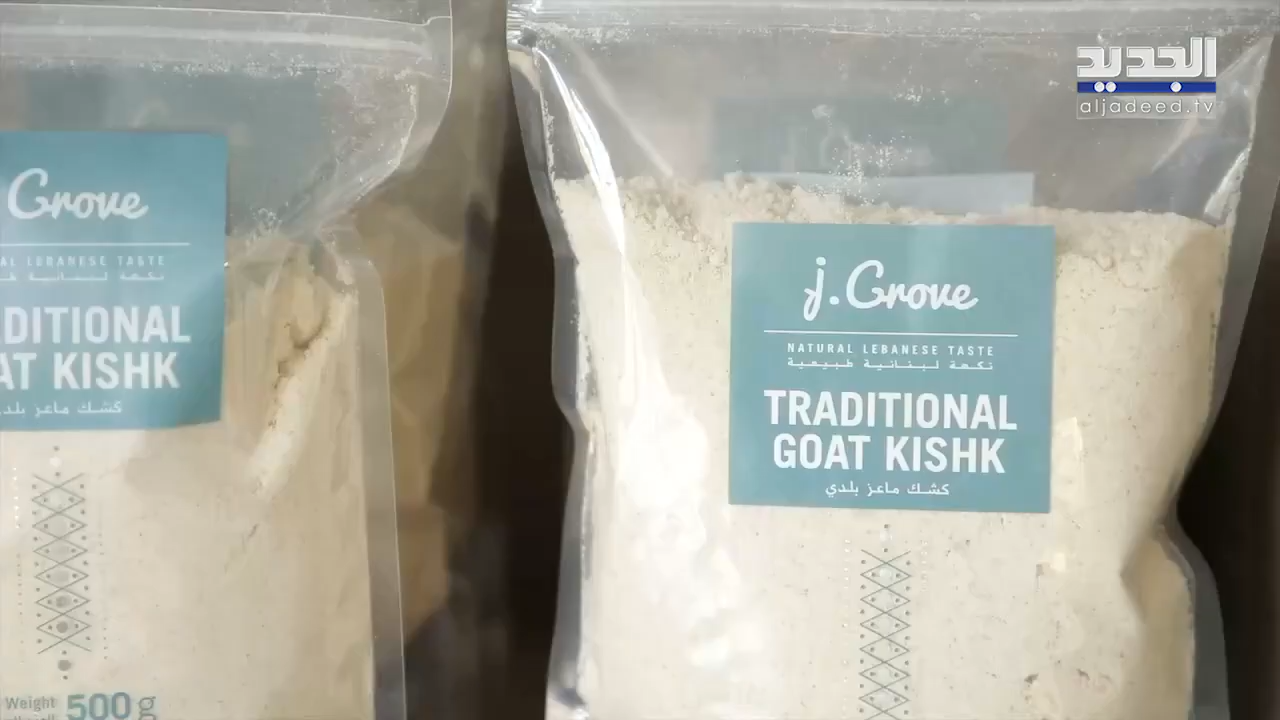 الجديد
aljadeed.tv
Grove
AL LEBANESE TASTE
DITIONAL
AT KISHK
كشك ماعز بلد
Weight
500g
j.Grove
NATURAL LEBANESE TASTE
نكهة لبنانية طبيعية
TRADITIONAL
GOAT KISHK
كشك ماعز بلدي